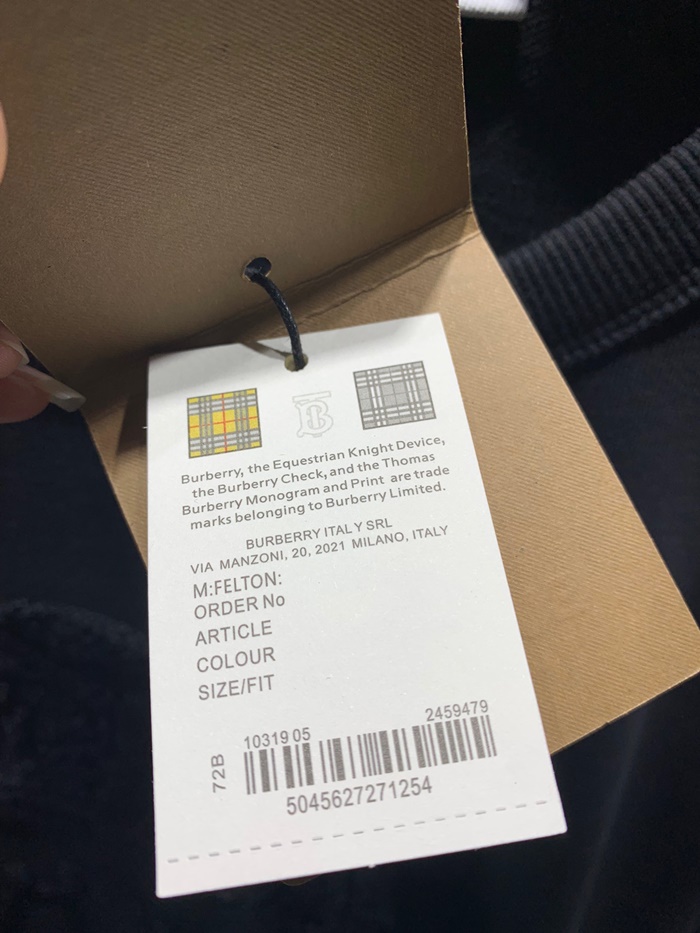 Burberry, the Equestrian Knight Device,
the Burberry Check, and the Thomas
Burberry Monogram and Print are trade
marks belonging to Burberry Limited.
BURBERRY ITAL Y SRL
VIA MANZONI, 20, 2021 MILANO, ITALY
M:FELTON:
ORDER No
ARTICLE
COLOUR
SIZE/FIT
72B
10319 05 2459479
5045627271254